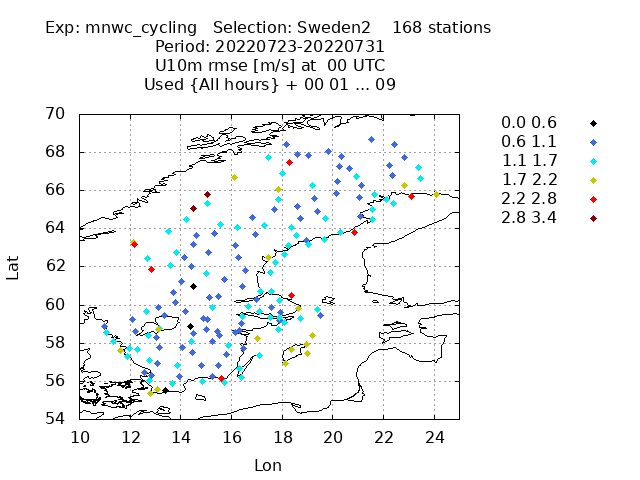 Exp: mnwc_cycling   Selection: Sweden2    168 stations
Period: 20220723-20220731
U10m rmse [m/s] at  00 UTC
Used {All hours} + 00 01 ... 09
70
68
66
64
62
60
58
56
54
10 12 14 16 18 20 22 24
Lat
Lon
0.0 0.6
0.6 1.1
1.1 1.7
1.7 2.2
2.2 2.8
2.8 3.4